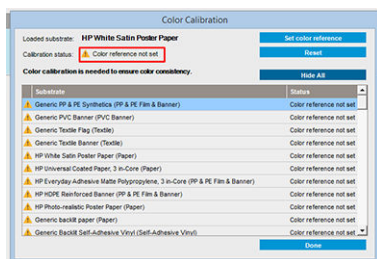 Color Calibration
Loaded substrate: HP White Satin Poster Paper
Set color reference
Calibration status: Color reference not set
Reset
Color calibration is needed to ensure color consistency.
Hide All
Substrate Status
Generic PP & PE Synthetics (PP & PE Film & Banner) Color reference not set
Generic PVC Banner (PVC Banner) Color reference not set
Generic Textile Flag (Textile) Color reference not set
Generic Textile Banner (Textile) Color reference not set
HP White Satin Poster Paper (Paper) Color reference not set
HP Universal Coated Paper, 3 in-Core (Paper) Color reference not set
HP Everyday Adhesive Matte Polypropylene, 3 in-Core (PP & PE Film & Banner) Color reference not set
HP HDPE Reinforced Banner (PP & PE Film & Banner) Color reference not set
HP Photo-realistic Poster Paper (Paper) Color reference not set
Generic backlit paper (Paper) Color reference not set
Generic Backlit Self-Adhesive Vinyl (Self-Adhesive Vinyl) Color reference not set
Done